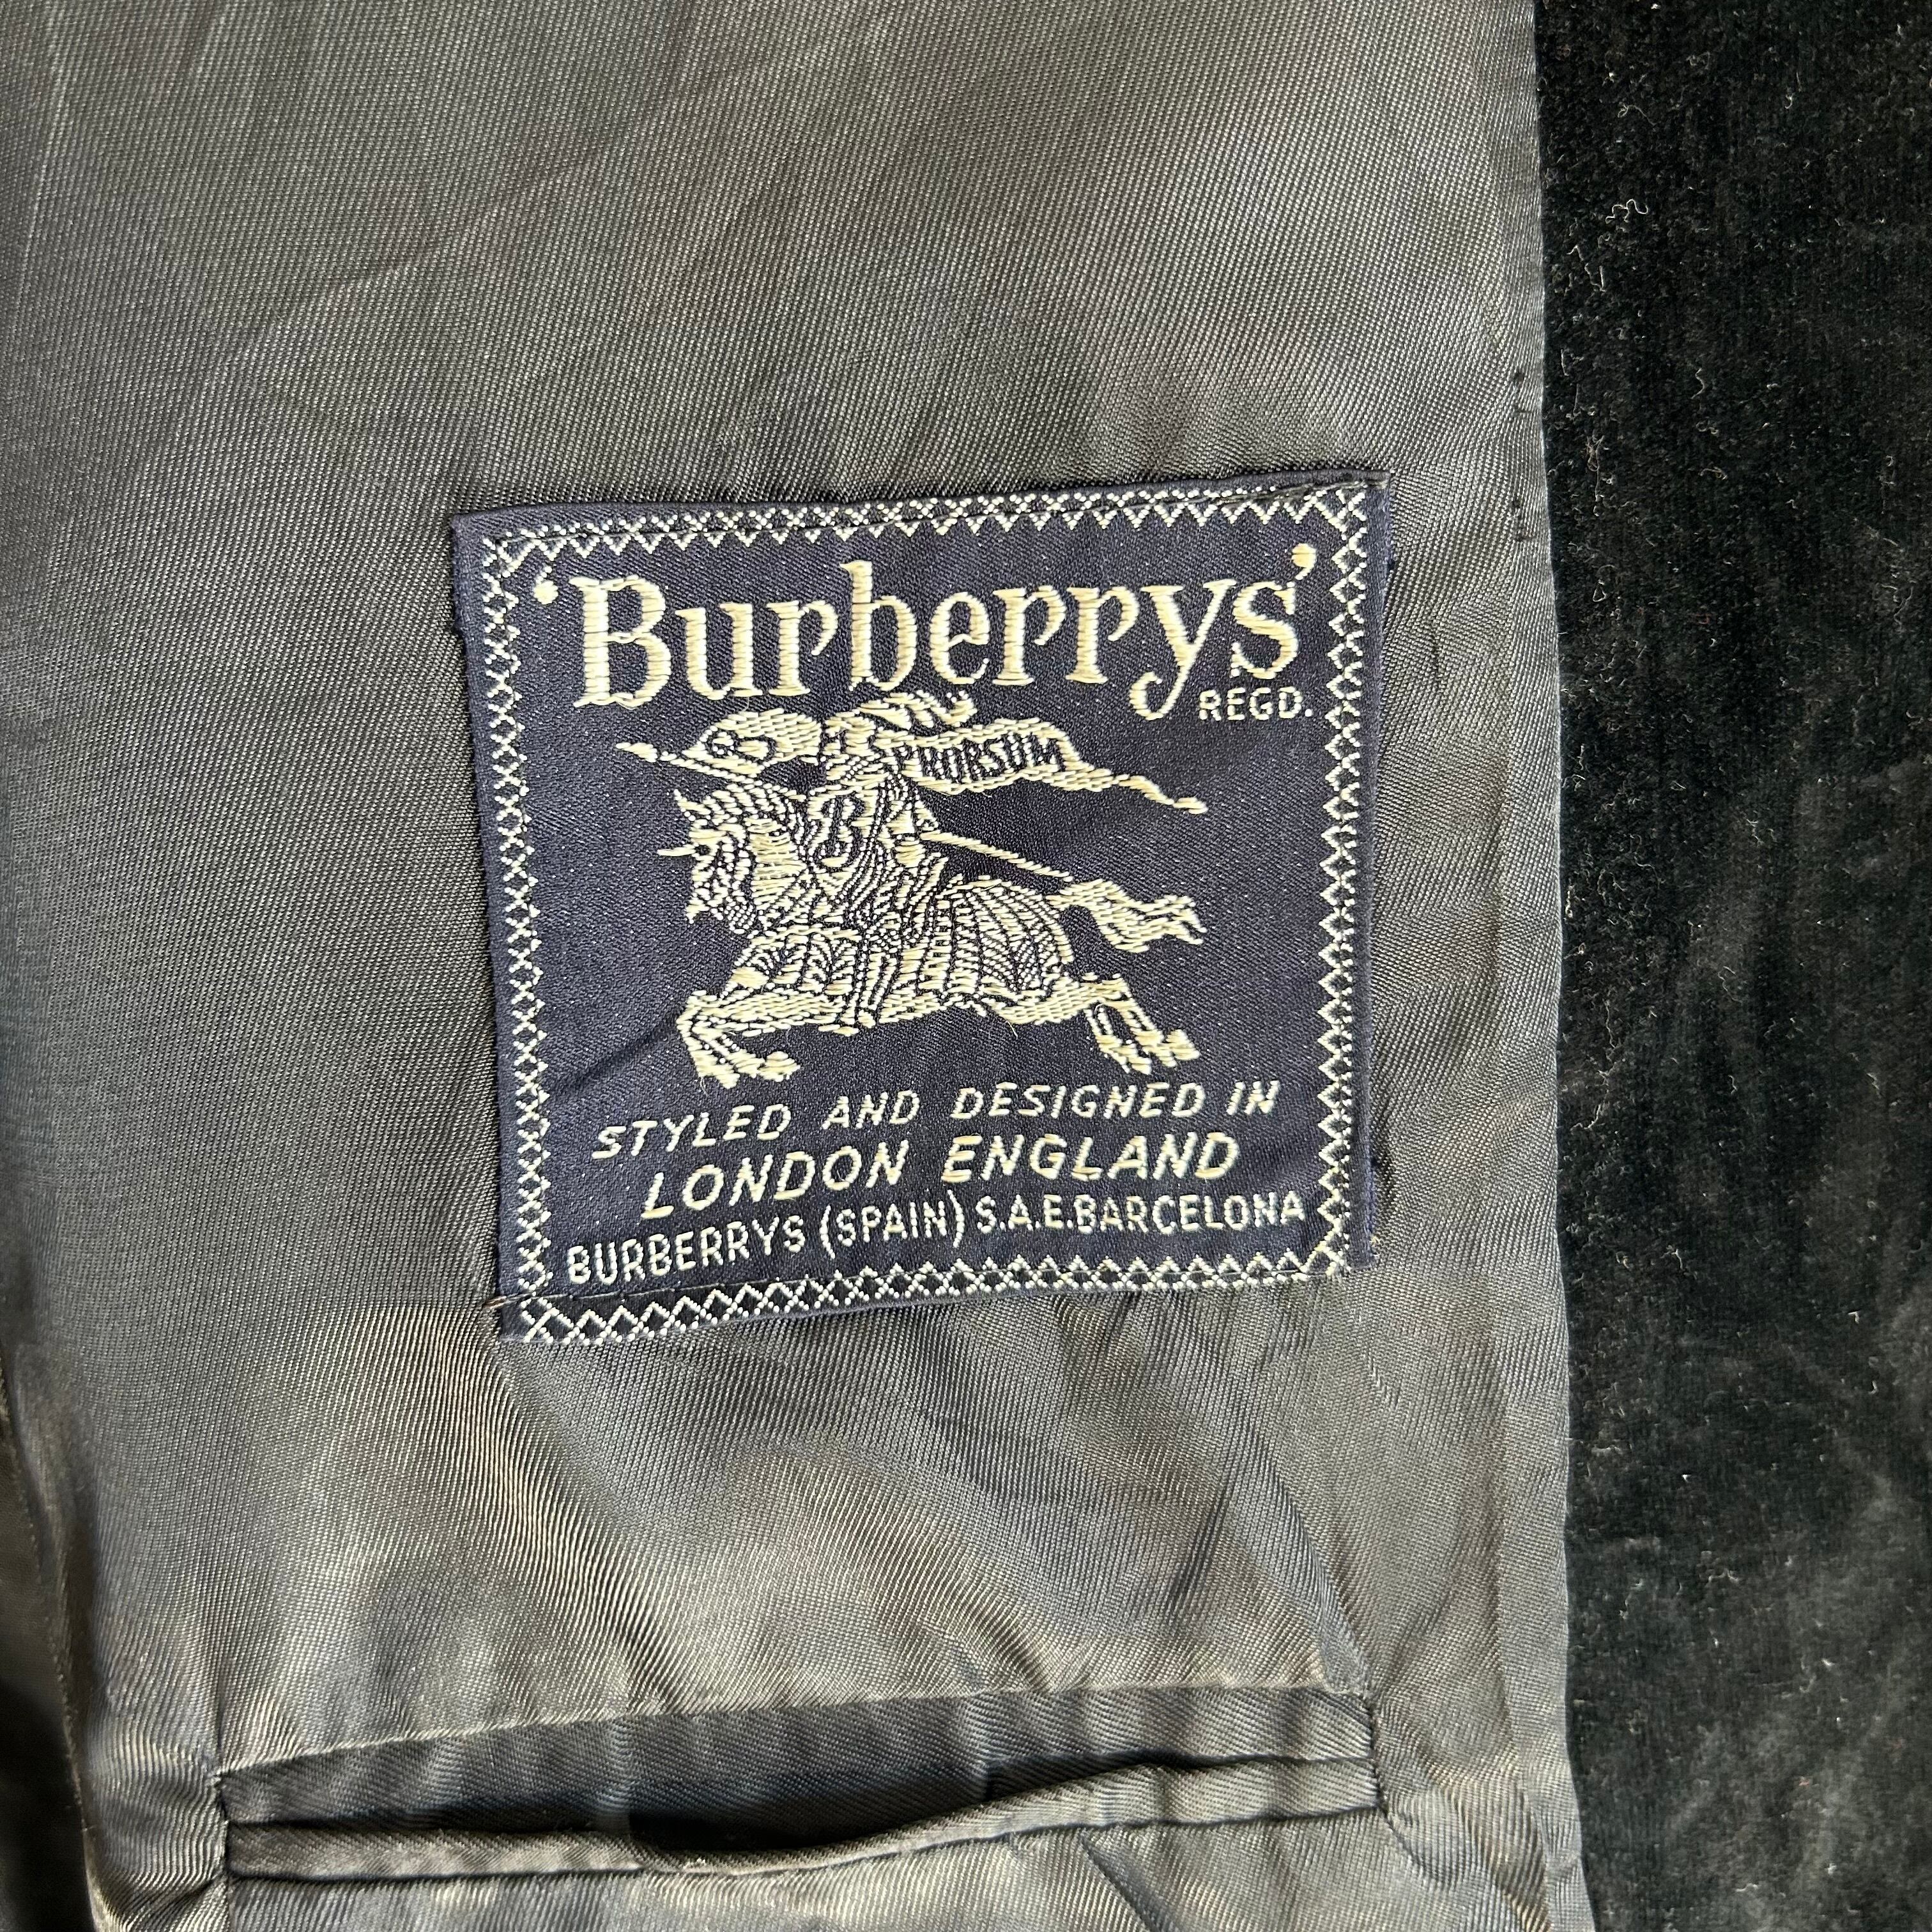 'Burberrys'
REGD.
PRORSUM
B
STYLED AND DESIGNED IN
LONDON ENGLAND
BURBERRYS (SPAIN) S.A.E.BARCELONA